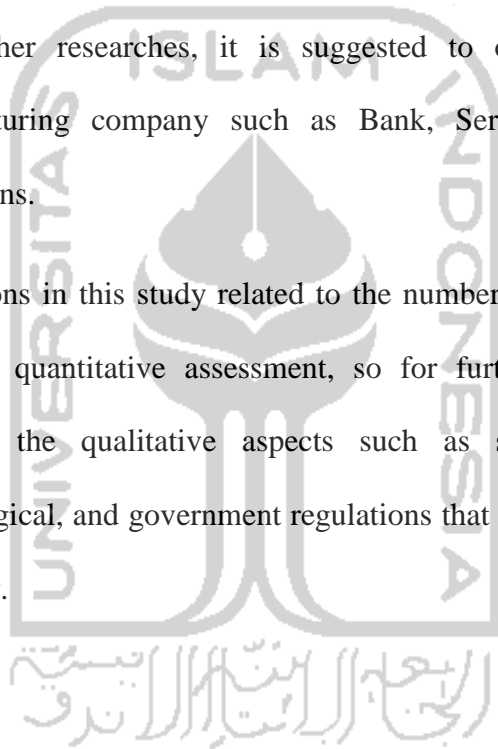 her researches, it is suggested to
turing company such as Bank, Ser
ns.
ons in this study related to the number
quantitative assessment, so for furt
the qualitative aspects such as s
gical, and government regulations that
.
ISLAM
UNIVERSITAS
INDONESIA